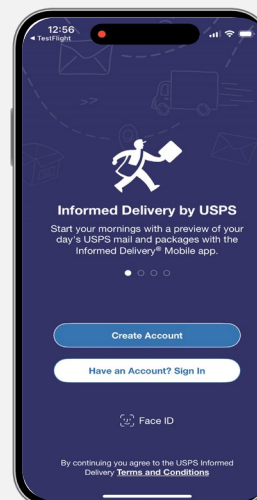 12:56
◀ TestFlight
Informed Delivery by USPS
Start your mornings with a preview of your
day's USPS mail and packages with the
Informed Delivery® Mobile app.
Create Account
Have an Account? Sign In
Face ID
By continuing you agree to the USPS Informed
Delivery Terms and Conditions